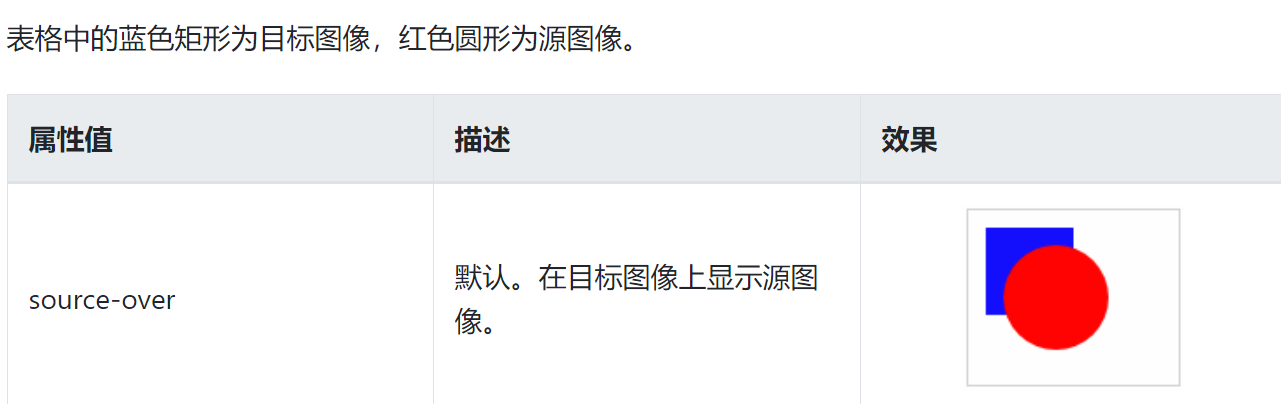 表格中的蓝色矩形为目标图像，红色圆形为源图像。
属性值
描述
效果
source-over
默认。在目标图像上显示源图
像。